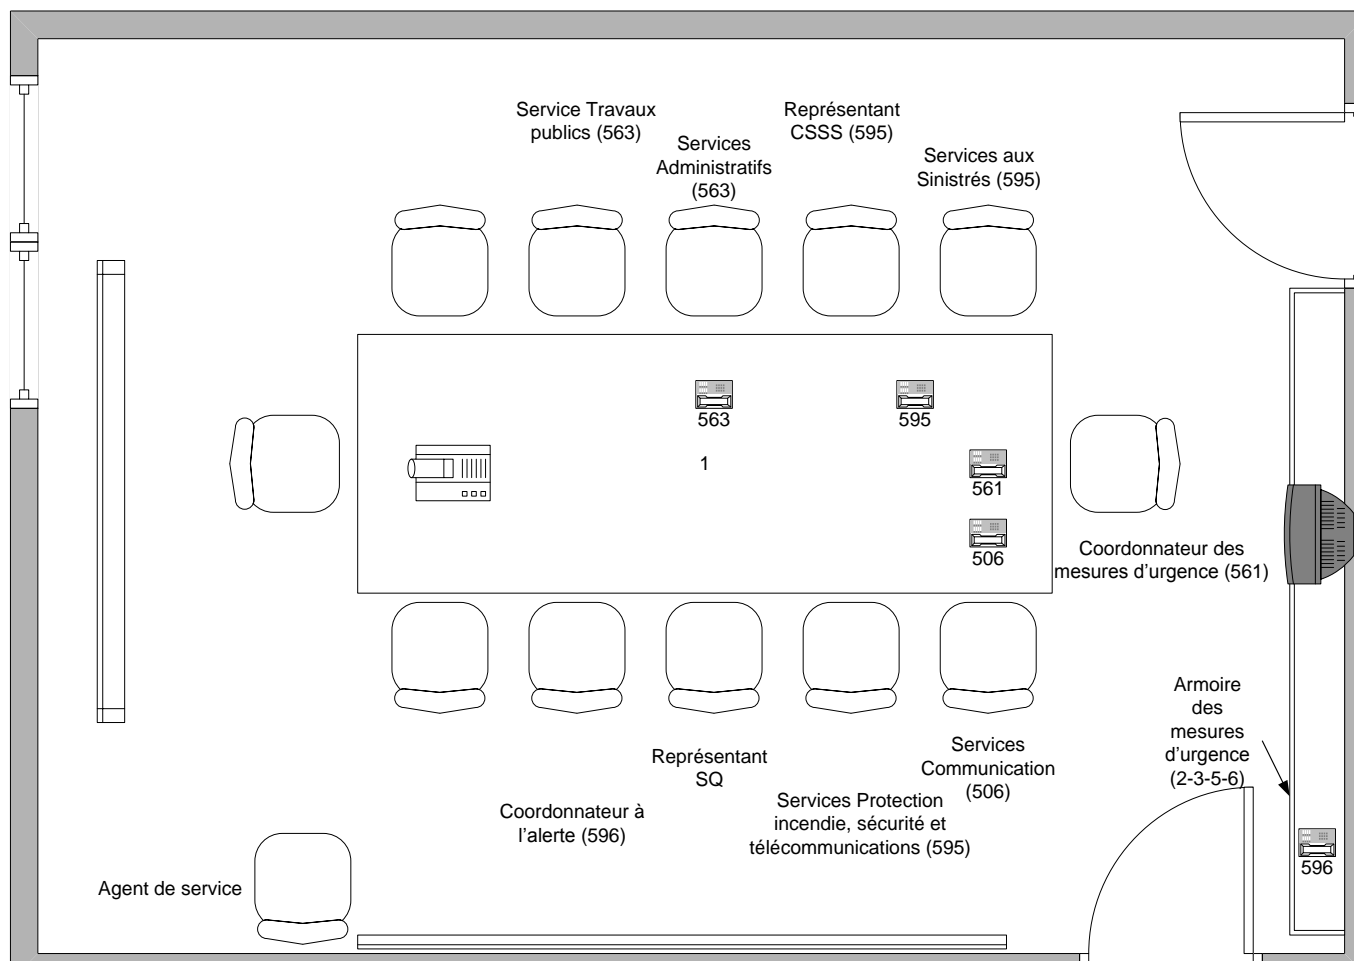 Service Travaux
publics (563)
Services
Administratifs
(563)
Représentant
CSSS (595)
Services aux
Sinistrés (595)
563
595
1
561
506
Coordonnateur des
mesures d'urgence (561)
Armoire
des
mesures
d'urgence
(2-3-5-6)
Services
Communication
(506)
Représentant
SQ
Services Protection
incendie, sécurité et
télécommunications (595)
Coordonnateur à
l'alerte (596)
596
Agent de service